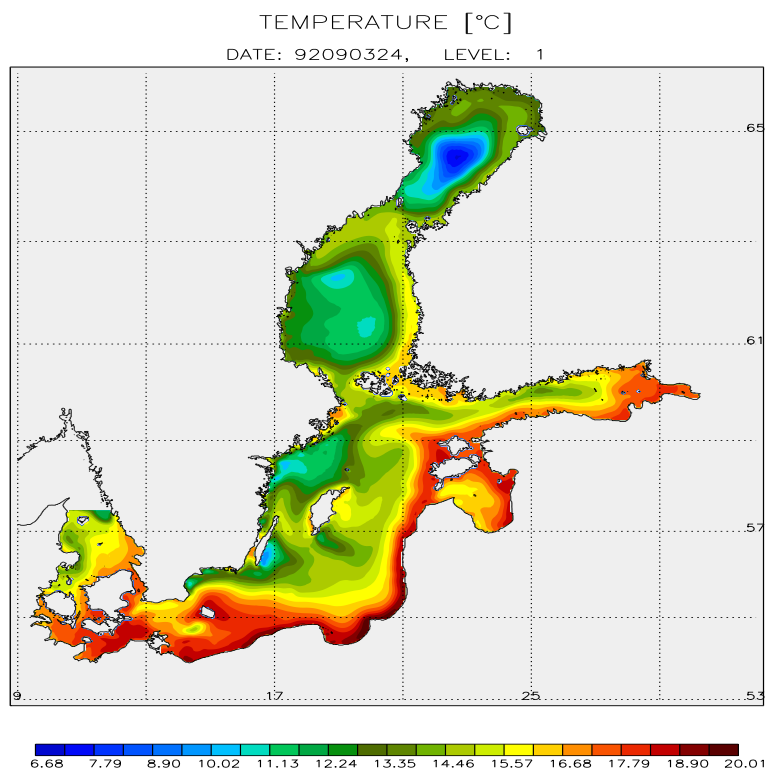 TEMPERATURE [°C]
DATE: 92090324, LEVEL: 1
65
61
57
9 17 25 53
6.68 7.79 8.90 10.02 11.13 12.24 13.35 14.46 15.57 16.68 17.79 18.90 20.01